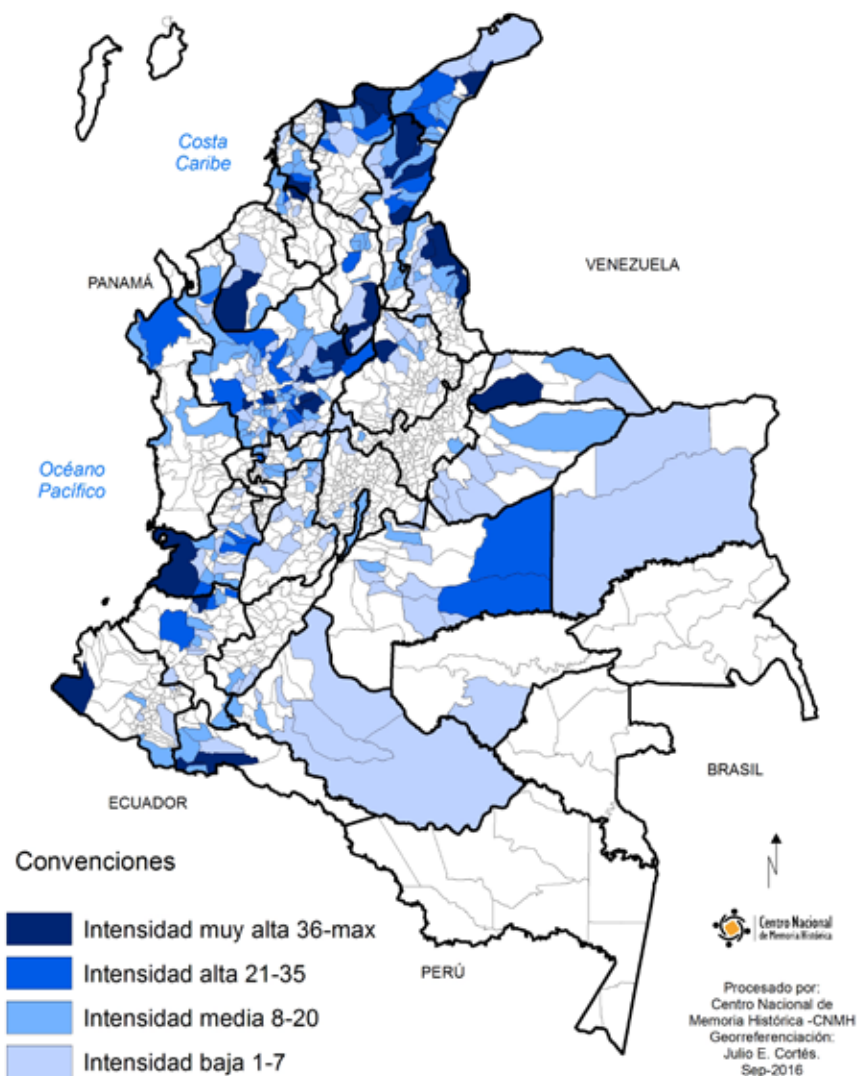 Costa
Caribe
VENEZUELA
PANAMÁ
Océano
Pacífico
BRASIL
ECUADOR
Convenciones
Intensidad muy alta 36-max
Intensidad alta 21-35
PERÚ
Intensidad media 8-20
Intensidad baja 1-7
N
Centro Nacional
de Memoria Histórica
Procesado por:
Centro Nacional de
Memoria Histórica -CNMH
Georreferenciación:
Julio E. Cortés.
Sep-2016